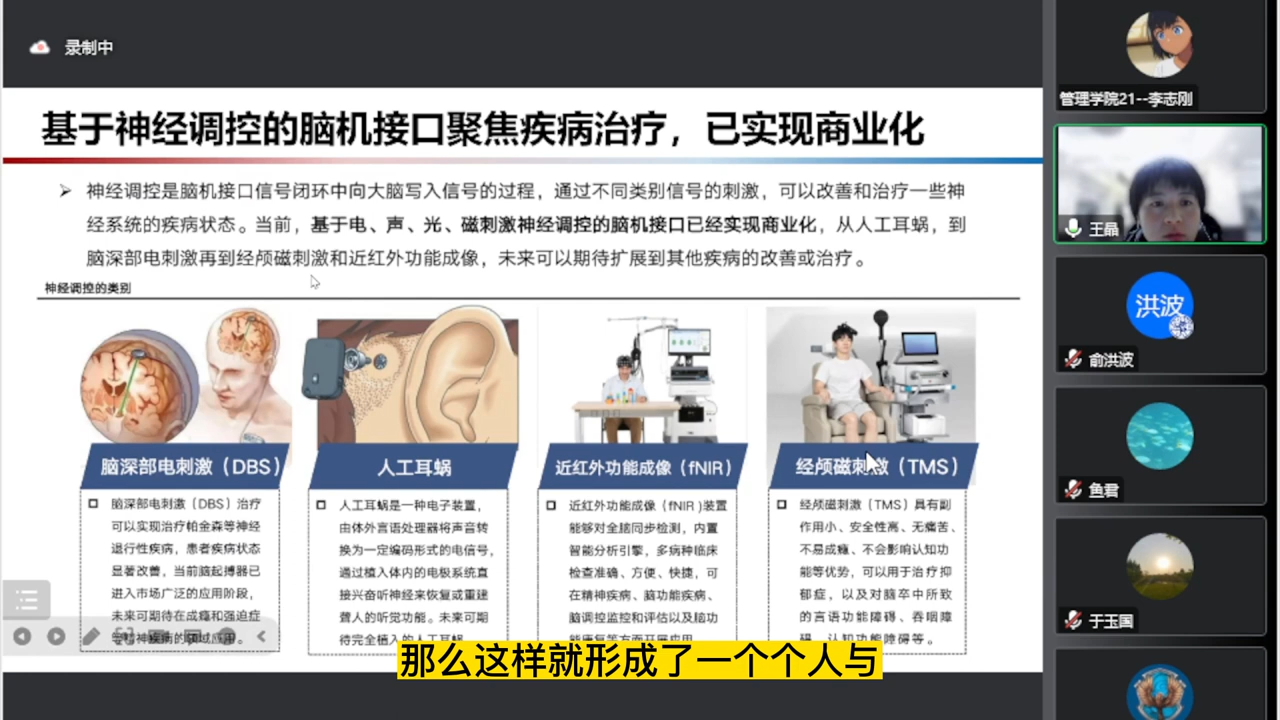 录制中
基于神经调控的脑机接口聚焦疾病治疗，已实现商业化
神经调控是脑机接口信号闭环中向大脑写入信号的过程，通过不同类别信号的刺激，可以改善和治疗一些神
经系统的疾病状态。当前，基于电、声、光、磁刺激神经调控的脑机接口已经实现商业化，从人工耳蜗，到
脑深部电刺激再到经颅磁刺激和近红外功能成像，未来可以期待扩展到其他疾病的改善或治疗。
神经调控的类别
脑深部电刺激（DBS）
脑深部电刺激（DBS）治疗
可以实现治疗帕金森等神经
退行性疾病，患者疾病状态
显著改善，当前脑起搏器已
进入市场广泛的应用阶段，
未来可期待在成瘾和强迫症
等精神疾病的领域应用。
人工耳蜗
人工耳蜗是一种电子装置，
由体外言语处理器将声音转
换为一定编码形式的电信号，
通过植入体内的电极系统直
接兴奋听神经来恢复或重建
聋人的听觉功能。未来可期
待完全植入的人工耳蜗
近红外功能成像（fNIR）
近红外功能成像（fNIR )装置
能够对全脑同步检测，内置
智能分析引擎，多病种临床
检查准确、方便、快捷，可
在精神疾病、脑功能疾病、
脑调控监控和评估以及脑功
能康复等方面开展应用
经颅磁刺激（TMS）
经颅磁刺激（TMS）具有副
作用小、安全性高、无痛苦、
不易成瘾、不会影响认知功
能等优势，可以用于治疗抑
郁症，以及对脑卒中所致
的言语功能障碍、吞咽障
碍、认知功能障碍等。
那么这样就形成了一个个人与
管理学院21--李志刚
王晶
洪波
俞洪波
鱼君
于玉国